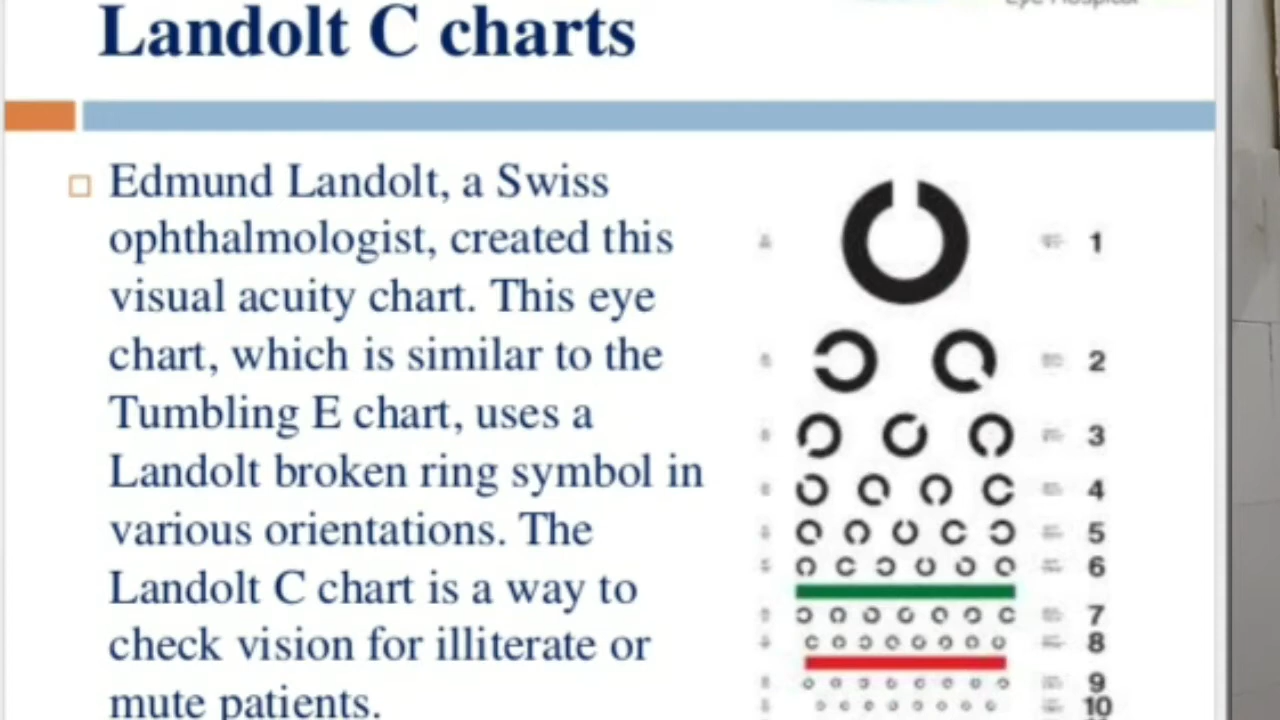 Eye Hospital
Landolt C charts
Edmund Landolt, a Swiss
ophthalmologist, created this
visual acuity chart. This eye
chart, which is similar to the
Tumbling E chart, uses a
Landolt broken ring symbol in
various orientations. The
Landolt C chart is a way to
check vision for illiterate or
mute patients.
1
2
3
4
5
6
7
8
9
10